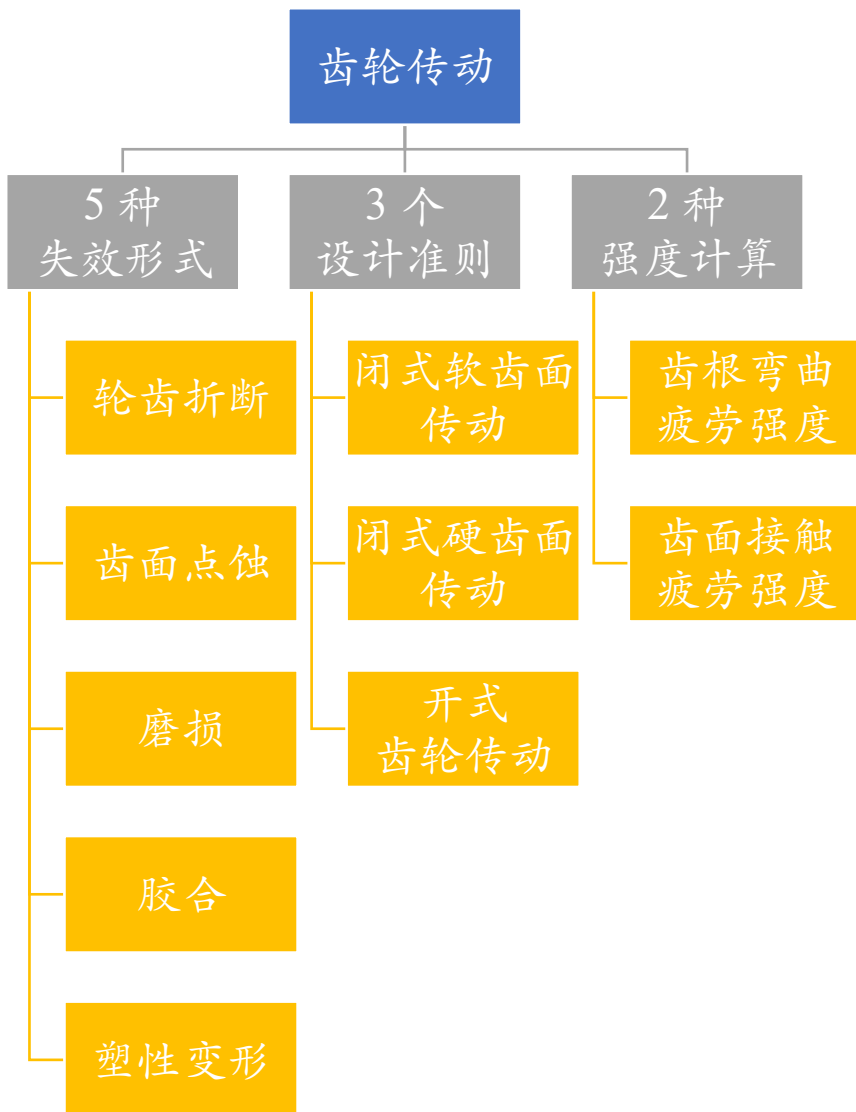 齿轮传动
5 种
失效形式
轮齿折断
齿面点蚀
磨损
胶合
塑性变形
3 个
设计准则
闭式软齿面
传动
闭式硬齿面
传动
开式
齿轮传动
2 种
强度计算
齿根弯曲
疲劳强度
齿面接触
疲劳强度